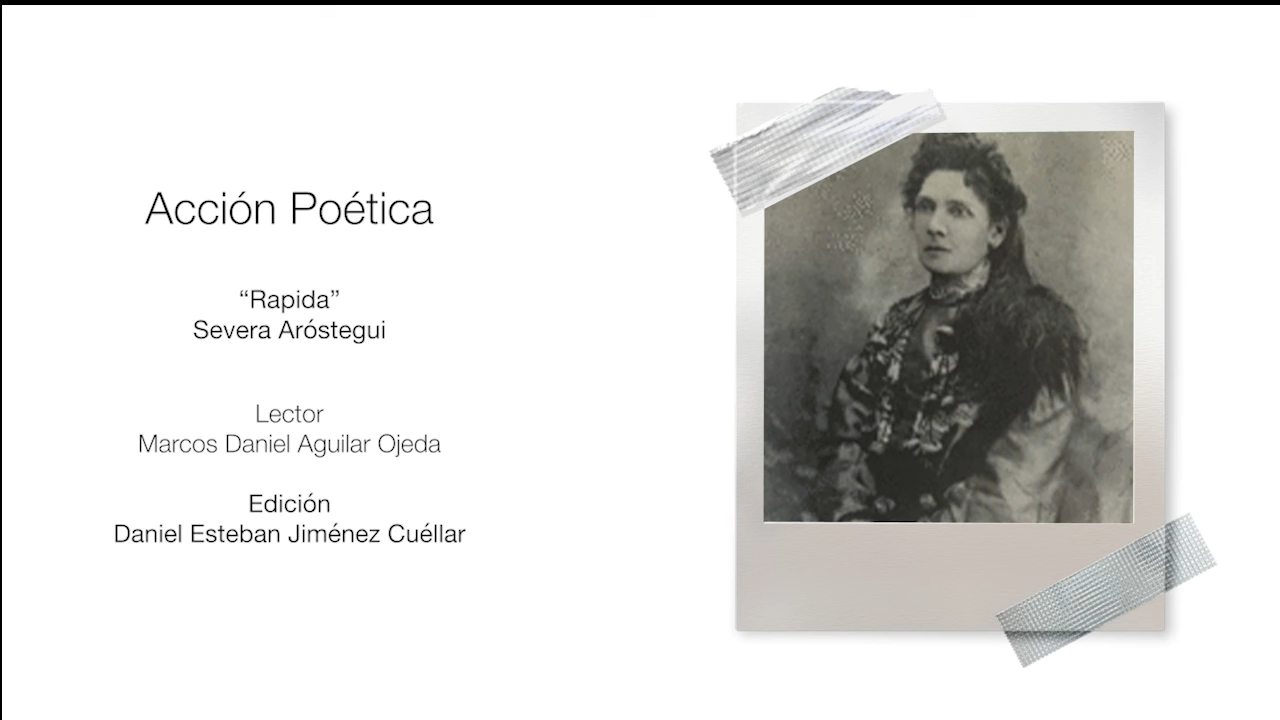 Acción Poética
“Rapida”
Severa Aróstegui
Lector
Marcos Daniel Aguilar Ojeda
Edición
Daniel Esteban Jiménez Cuéllar